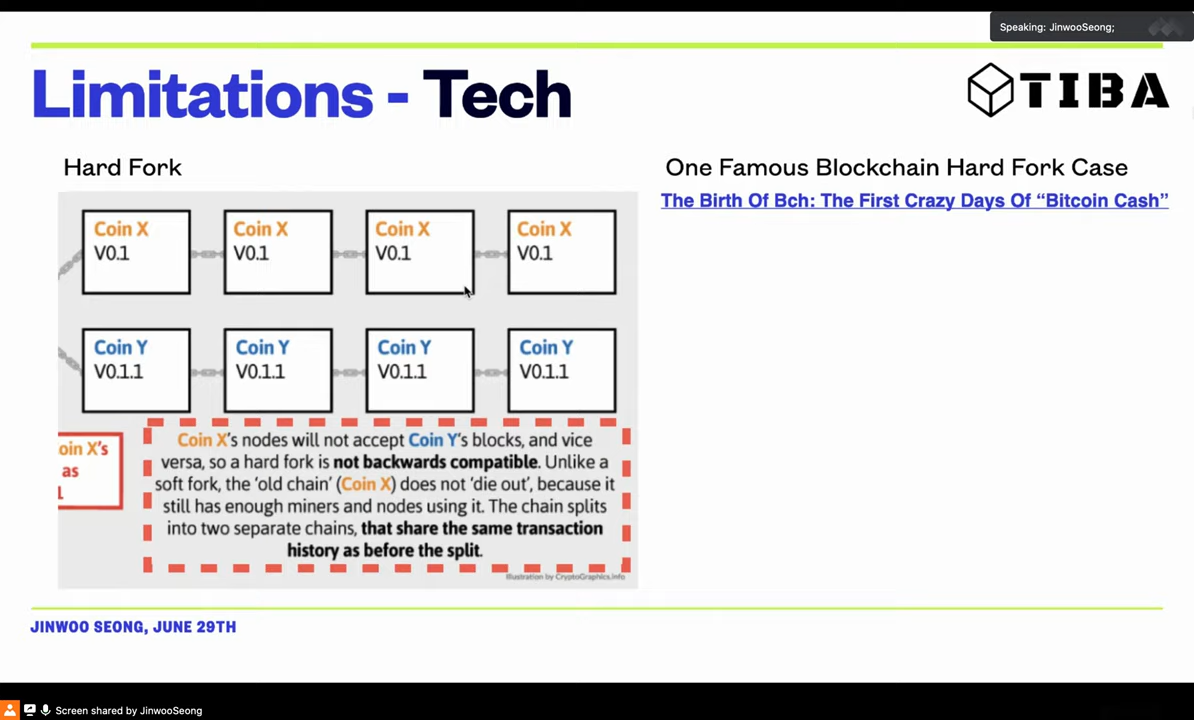 Speaking: JinwooSeong;
Limitations - Tech
TIBA
Hard Fork
One Famous Blockchain Hard Fork Case
The Birth Of Bch: The First Crazy Days Of “Bitcoin Cash”
Coin X Coin X Coin X Coin X
V0.1 V0.1 V0.1 V0.1
Coin Y Coin Y Coin Y Coin Y
V0.1.1 V0.1.1 V0.1.1 V0.1.1
oin X's
as
Coin X's nodes will not accept Coin Y's blocks, and vice
versa, so a hard fork is not backwards compatible. Unlike a
soft fork, the 'old chain' (Coin X) does not 'die out', because it
still has enough miners and nodes using it. The chain splits
into two separate chains, that share the same transaction
history as before the split.
Illustration by CryptoGraphics.info
JINWOO SEONG, JUNE 29TH
Screen shared by JinwooSeong